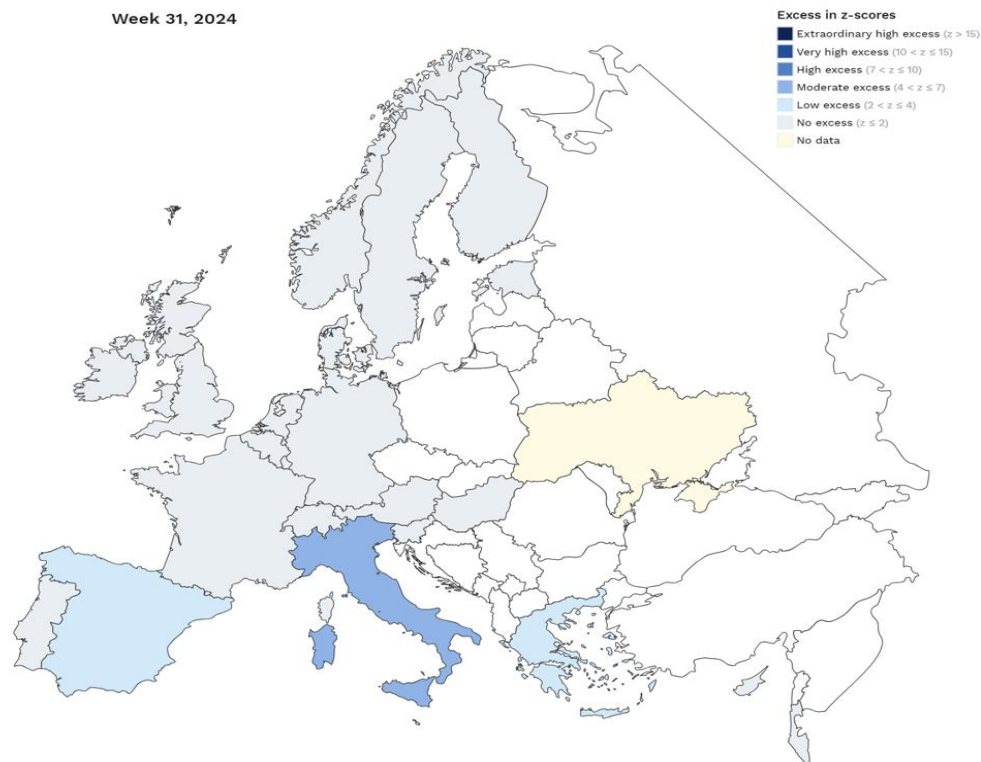 Week 31, 2024
Excess in z-scores
Extraordinary high excess (z > 15)
Very high excess (10 < z ≤ 15)
High excess (7 < z ≤ 10)
Moderate excess (4 < z ≤ 7)
Low excess (2 < z ≤ 4)
No excess (z ≤ 2)
No data